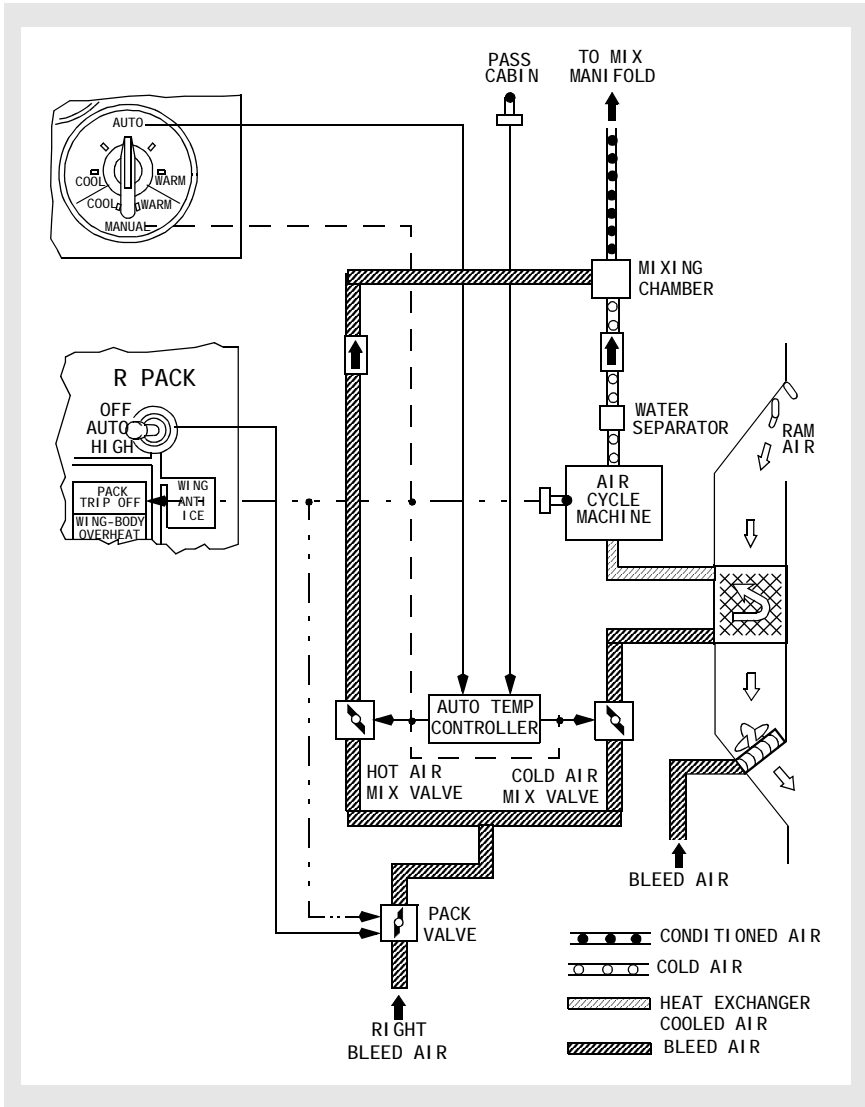 PASS
CABIN
TO MIX
MANIFOLD
AUTO
COOL
WARM
COOL
WARM
MANUAL
MIXING
CHAMBER
R PACK
OFF
AUTO
HIGH
PACK
TRIP OFF
WING-BODY
OVERHEAT
WING
ANTI
ICE
WATER
SEPARATOR
RAM
AIR
AIR
CYCLE
MACHINE
AUTO TEMP
CONTROLLER
HOT AIR
MIX VALVE
COLD AIR
MIX VALVE
BLEED AIR
PACK
VALVE
RIGHT
BLEED AIR
CONDITIONED AIR
COLD AIR
HEAT EXCHANGER
COOLED AIR
BLEED AIR